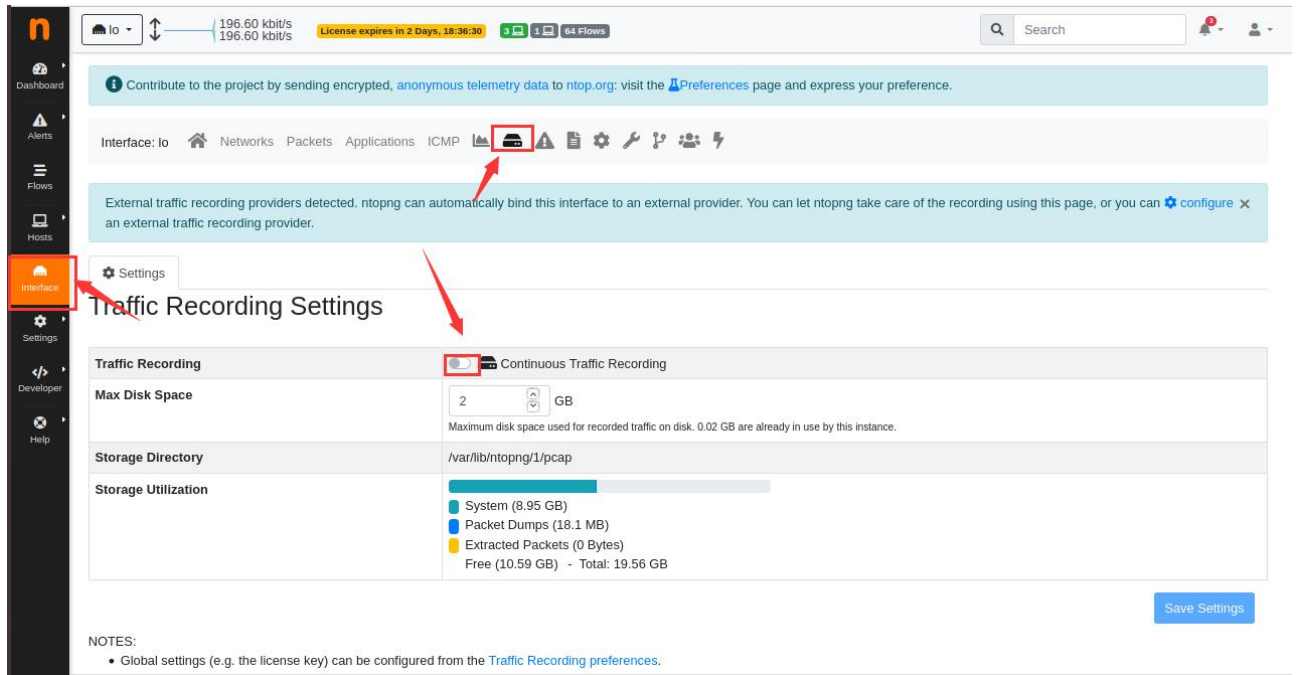 n
lo
196.60 kbit/s
196.60 kbit/s
License expires in 2 Days, 18:36:30
3
1
64 Flows
Search
3
Dashboard
Alerts
Flows
Hosts
Interface
Settings
Developer
Help
Contribute to the project by sending encrypted, anonymous telemetry data to ntop.org: visit the Preferences page and express your preference.
Interface: lo Networks Packets Applications ICMP
External traffic recording providers detected. ntopng can automatically bind this interface to an external provider. You can let ntopng take care of the recording using this page, or you can configure
an external traffic recording provider.
Settings
Traffic Recording Settings
Traffic Recording
Continuous Traffic Recording
Max Disk Space
2 GB
Maximum disk space used for recorded traffic on disk. 0.02 GB are already in use by this instance.
Storage Directory
/var/lib/ntopng/1/pcap
Storage Utilization
System (8.95 GB)
Packet Dumps (18.1 MB)
Extracted Packets (0 Bytes)
Free (10.59 GB) - Total: 19.56 GB
Save Settings
NOTES:
• Global settings (e.g. the license key) can be configured from the Traffic Recording preferences.